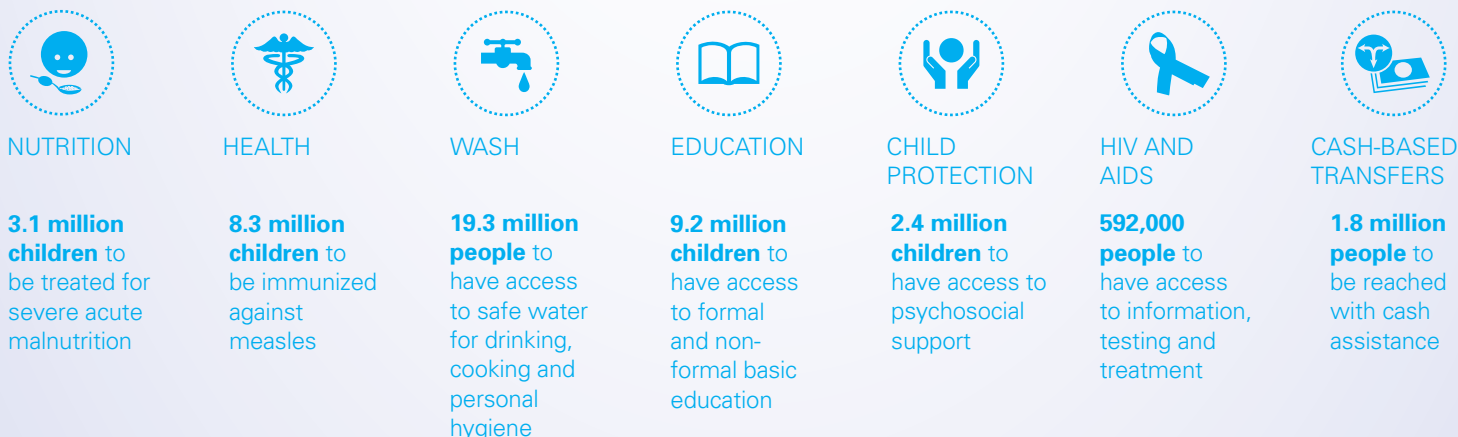 NUTRITION
3.1 million
children to
be treated for
severe acute
malnutrition
HEALTH
8.3 million
children to
be immunized
against
measles
WASH
19.3 million
people to
have access
to safe water
for drinking,
cooking and
personal
hygiene
EDUCATION
9.2 million
children to
have access
to formal
and non-
formal basic
education
CHILD
PROTECTION
2.4 million
children to
have access to
psychosocial
support
HIV AND
AIDS
592,000
people to
have access
to information,
testing and
treatment
CASH-BASED
TRANSFERS
1.8 million
people to
be reached
with cash
assistance